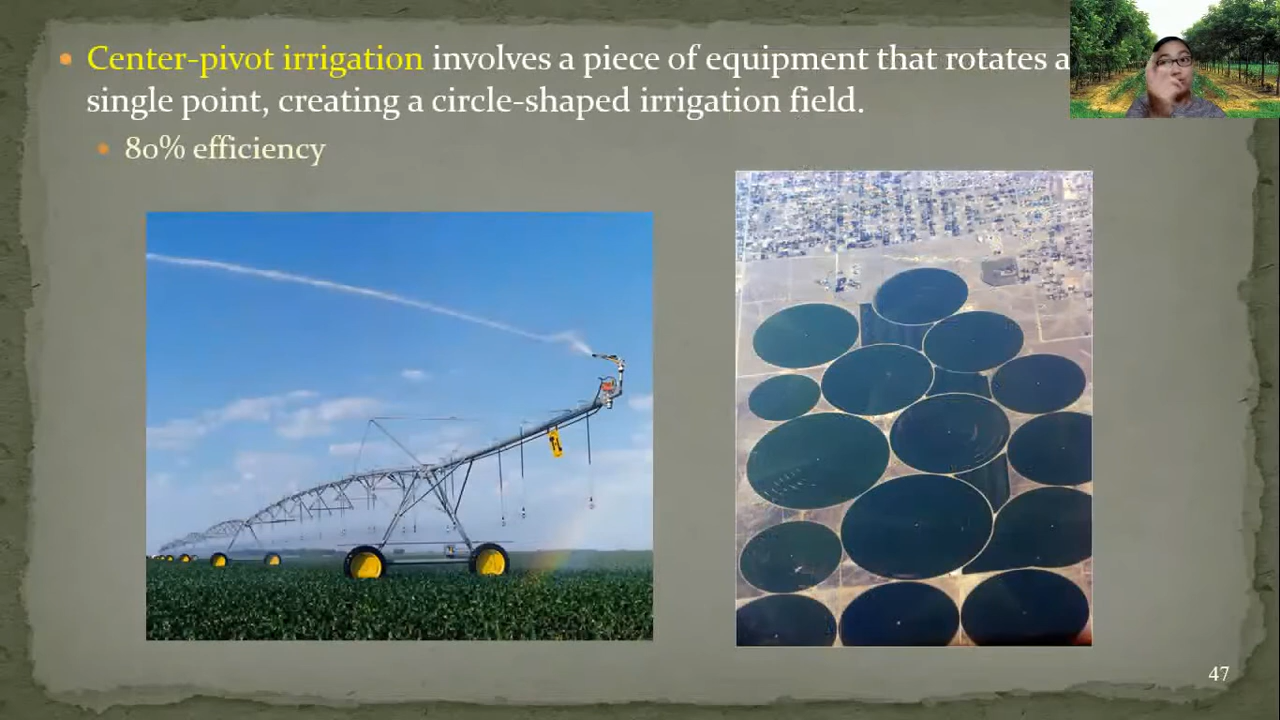 Center-pivot irrigation involves a piece of equipment that rotates a
single point, creating a circle-shaped irrigation field.
80% efficiency
47